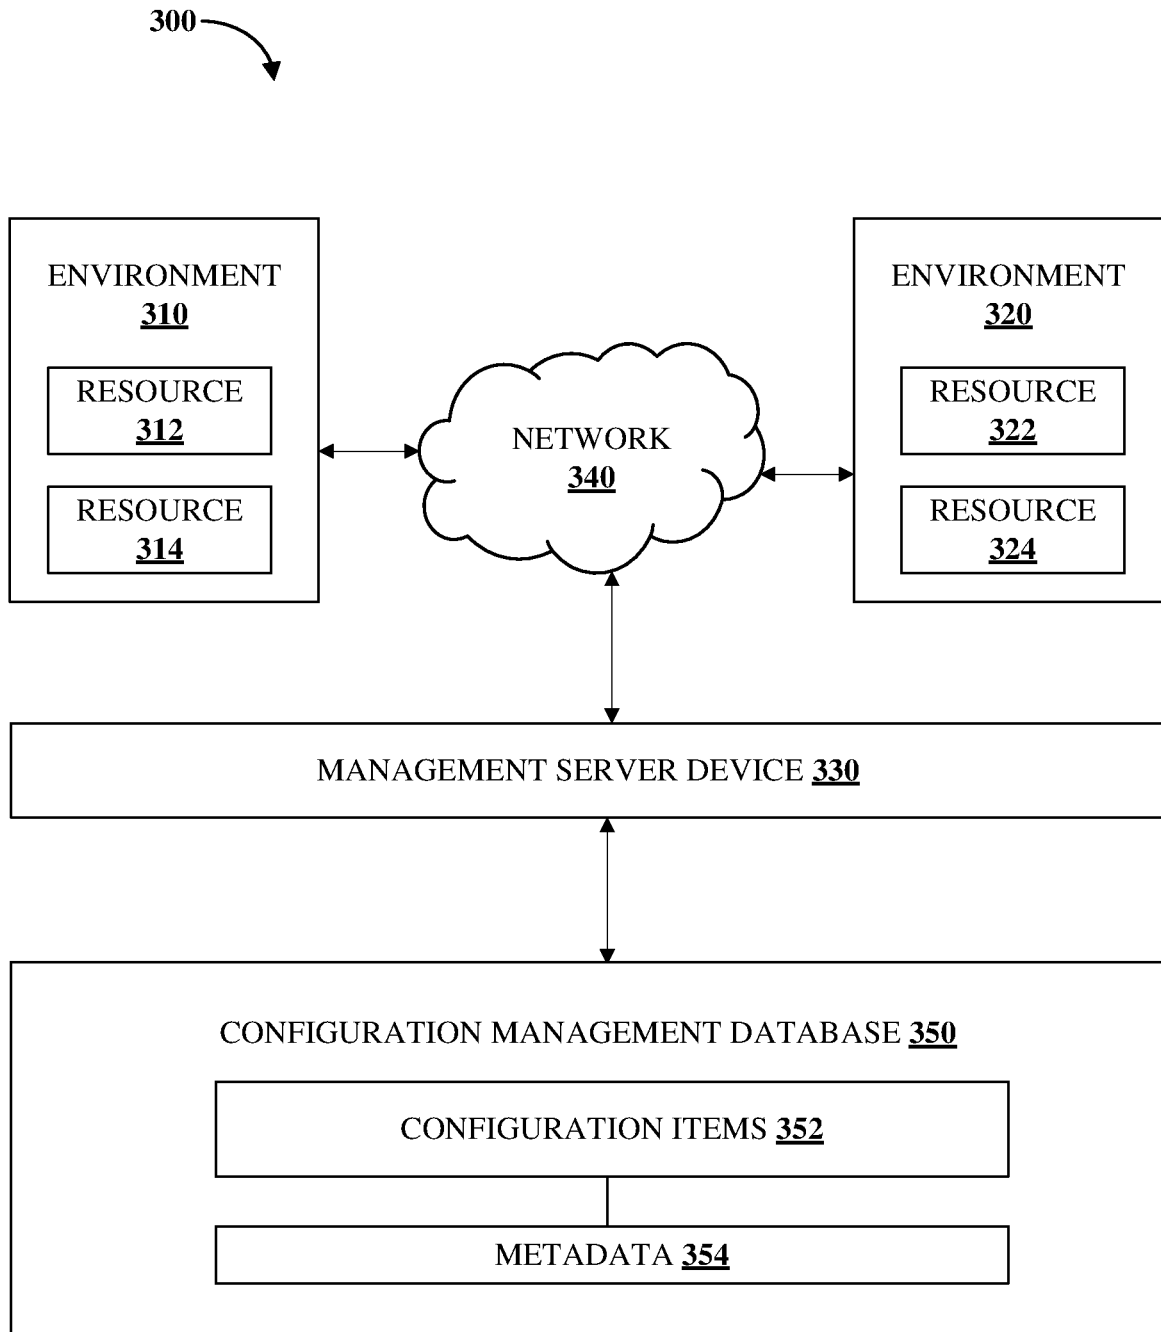 300
ENVIRONMENT
310
RESOURCE
312
RESOURCE
314
NETWORK
340
ENVIRONMENT
320
RESOURCE
322
RESOURCE
324
MANAGEMENT SERVER DEVICE 330
CONFIGURATION MANAGEMENT DATABASE 350
CONFIGURATION ITEMS 352
METADATA 354